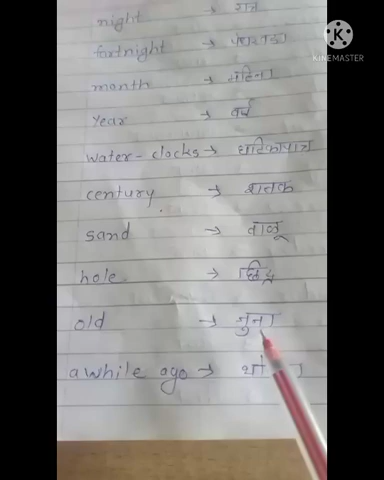 night → रात्र
KINEMASTER
fortnight → पंधरवडा
month → महिना
year → वर्ष
water-clocks → घटिकापात्र
century → शतक
sand → वाळू
hole → छिद्र
old → जुना
a while ago →